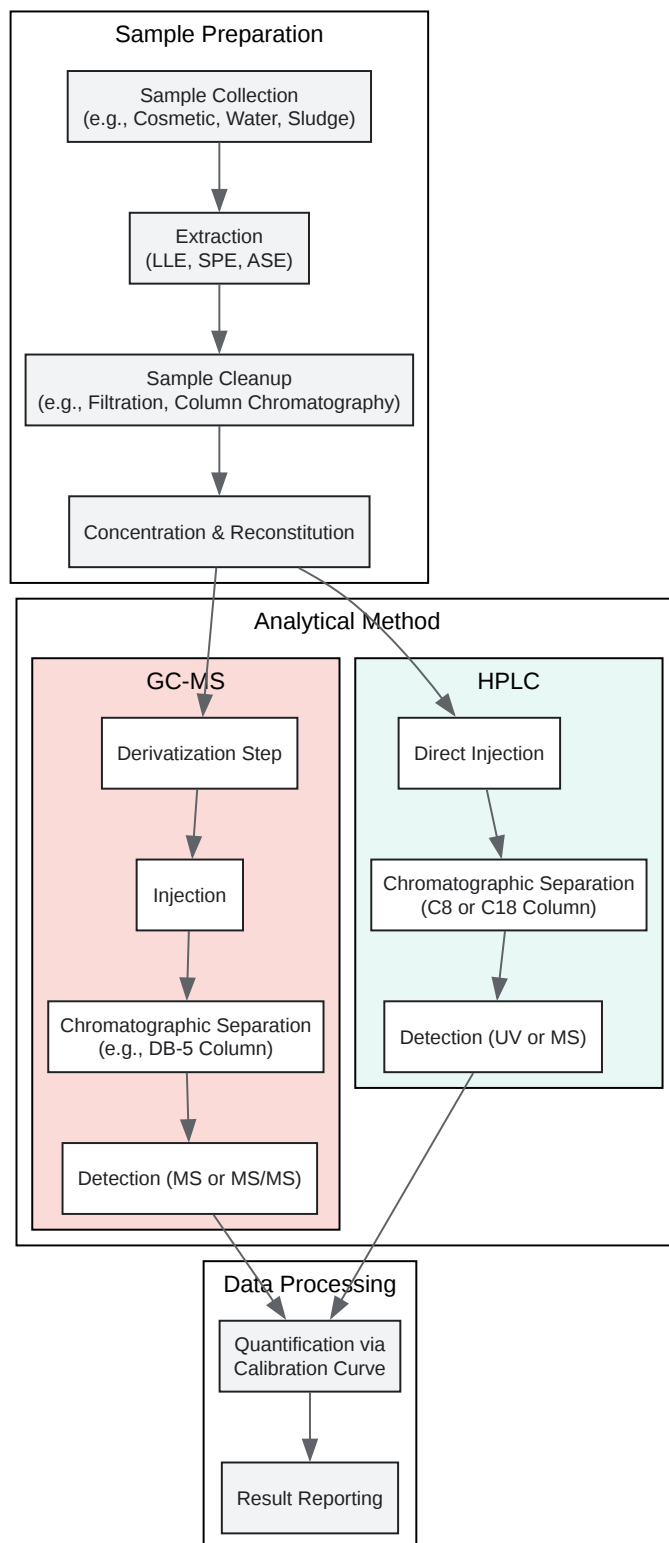 Sample Preparation
Sample Collection
(e.g., Cosmetic, Water, Sludge)
Extraction
(LLE, SPE, ASE)
Sample Cleanup
(e.g., Filtration, Column Chromatography)
Concentration & Reconstitution
Analytical Method
GC-MS
Derivatization Step
Injection
Chromatographic Separation
(e.g., DB-5 Column)
Detection (MS or MS/MS)
HPLC
Direct Injection
Chromatographic Separation
(C8 or C18 Column)
Detection (UV or MS)
Data Processing
Quantification via
Calibration Curve
Result Reporting